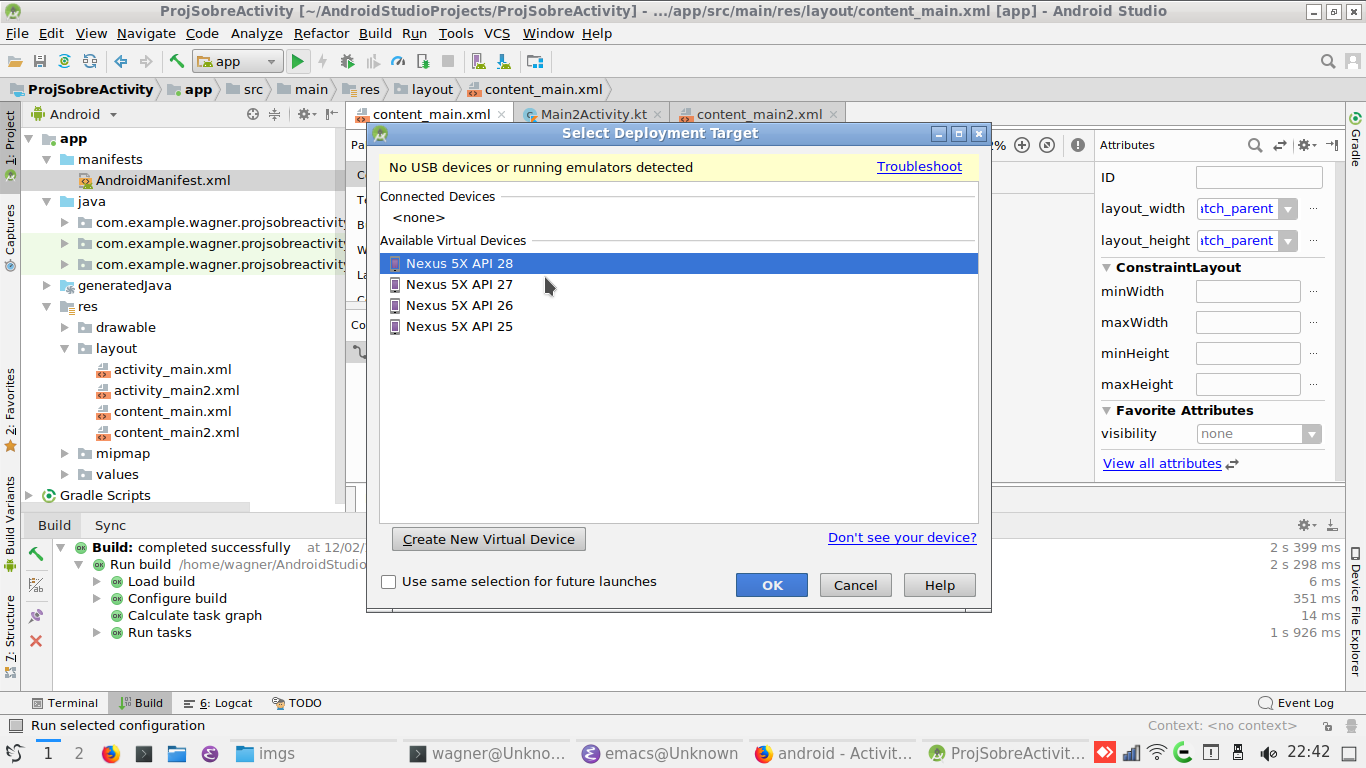 ProjSobreActivity [~/AndroidStudioProjects/ProjSobreActivity] - .../app/src/main/res/layout/content_main.xml [app] - Android Studio
File Edit View Navigate Code Analyze Refactor Build Run Tools VCS Window Help
app
ProjSobreActivity app src main res layout content_main.xml
Android
content_main.xml Main2Activity.kt content_main2.xml
1: Project
Captures
2: Favorites
Build Variants
7: Structure
app
manifests
AndroidManifest.xml
java
com.example.wagner.projsobreactivity
com.example.wagner.projsobreactivity
com.example.wagner.projsobreactivity
generatedJava
res
drawable
layout
activity_main.xml
activity_main2.xml
content_main.xml
content_main2.xml
mipmap
values
Gradle Scripts
Select Deployment Target
No USB devices or running emulators detected Troubleshoot
Connected Devices
<none>
Available Virtual Devices
Nexus 5X API 28
Nexus 5X API 27
Nexus 5X API 26
Nexus 5X API 25
Create New Virtual Device Don't see your device?
Use same selection for future launches
OK Cancel Help
Attributes
ID
layout_width atch_parent ...
layout_height atch_parent ...
ConstraintLayout
minWidth ...
maxWidth ...
minHeight ...
maxHeight ...
Favorite Attributes
visibility none
View all attributes
Gradle
Device File Explorer
Build Sync
Build: completed successfully at 12/02/ 2 s 399 ms
Run build /home/wagner/AndroidStudio 2 s 298 ms
Load build 6 ms
Configure build 351 ms
Calculate task graph 14 ms
Run tasks 1 s 926 ms
Terminal Build 6: Logcat TODO Event Log
Run selected configuration Context: <no context>
1 2 imgs wagner@Unkno... emacs@Unknown android - Activit... ProjSobreActivit... 22:42